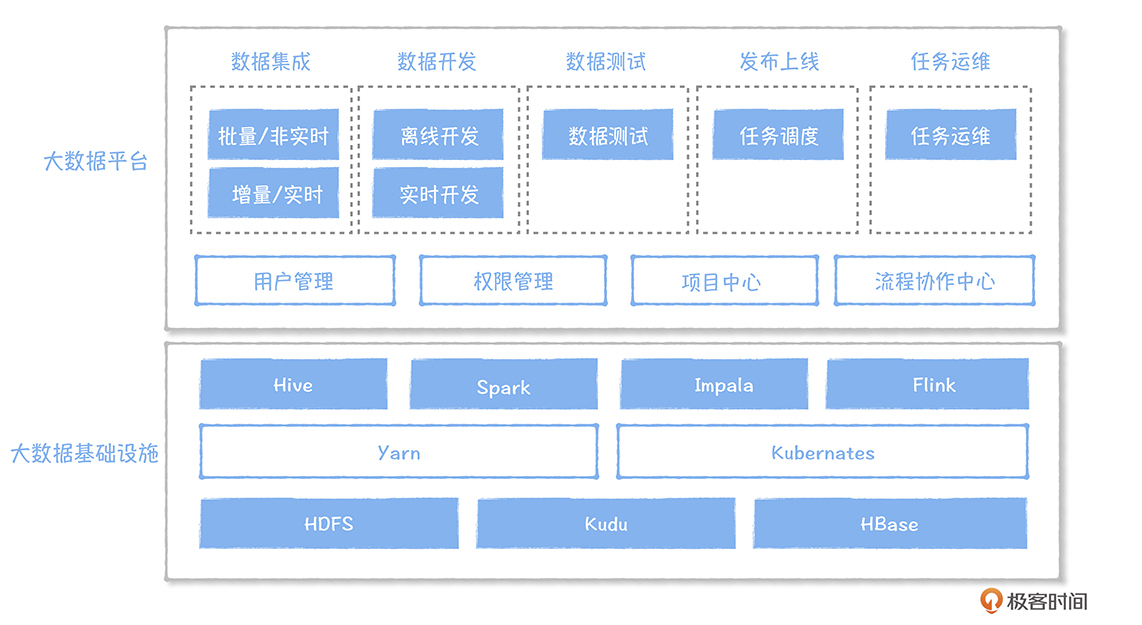 数据集成
数据开发
数据测试
发布上线
任务运维
大数据平台
批量/非实时
离线开发
数据测试
任务调度
任务运维
增量/实时
实时开发
用户管理
权限管理
项目中心
流程协作中心
大数据基础设施
Hive
Spark
Impala
Flink
Yarn
Kubernates
HDFS
Kudu
HBase
极客时间